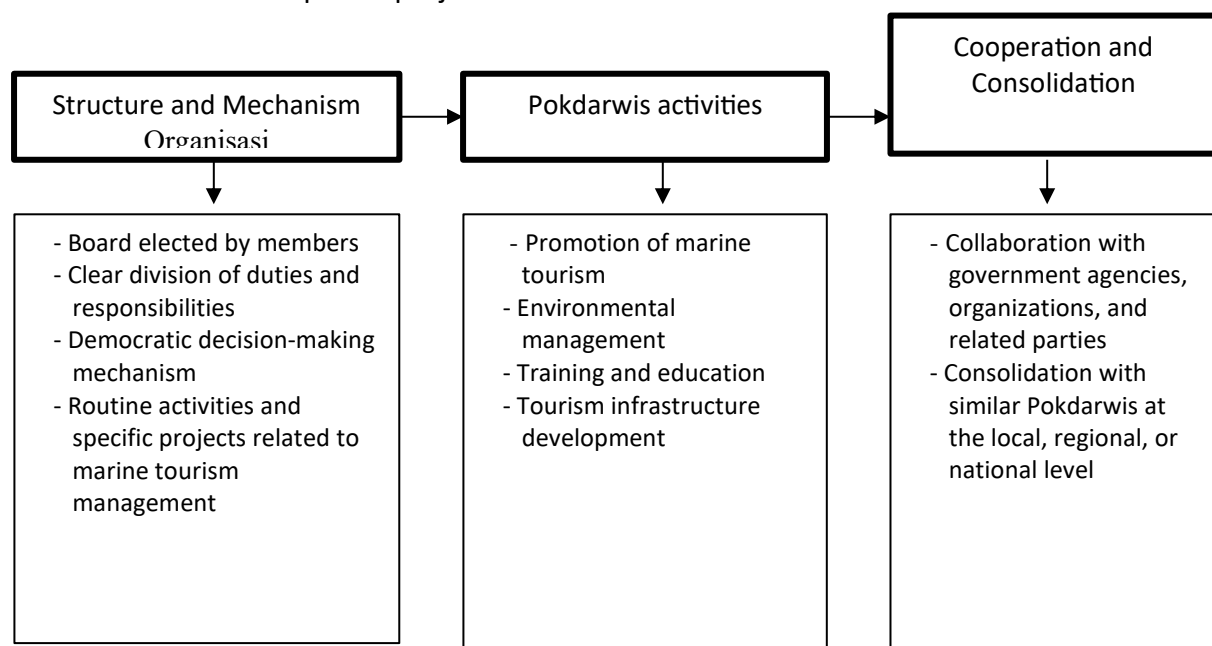 Structure and Mechanism
Organisasi
Pokdarwis activities
Cooperation and
Consolidation
- Board elected by members
- Clear division of duties and
responsibilities
- Democratic decision-making
mechanism
- Routine activities and
specific projects related to
marine tourism
management
- Promotion of marine
tourism
- Environmental
management
- Training and education
- Tourism infrastructure
development
- Collaboration with
government agencies,
organizations, and
related parties
- Consolidation with
similar Pokdarwis at
the local, regional, or
national level